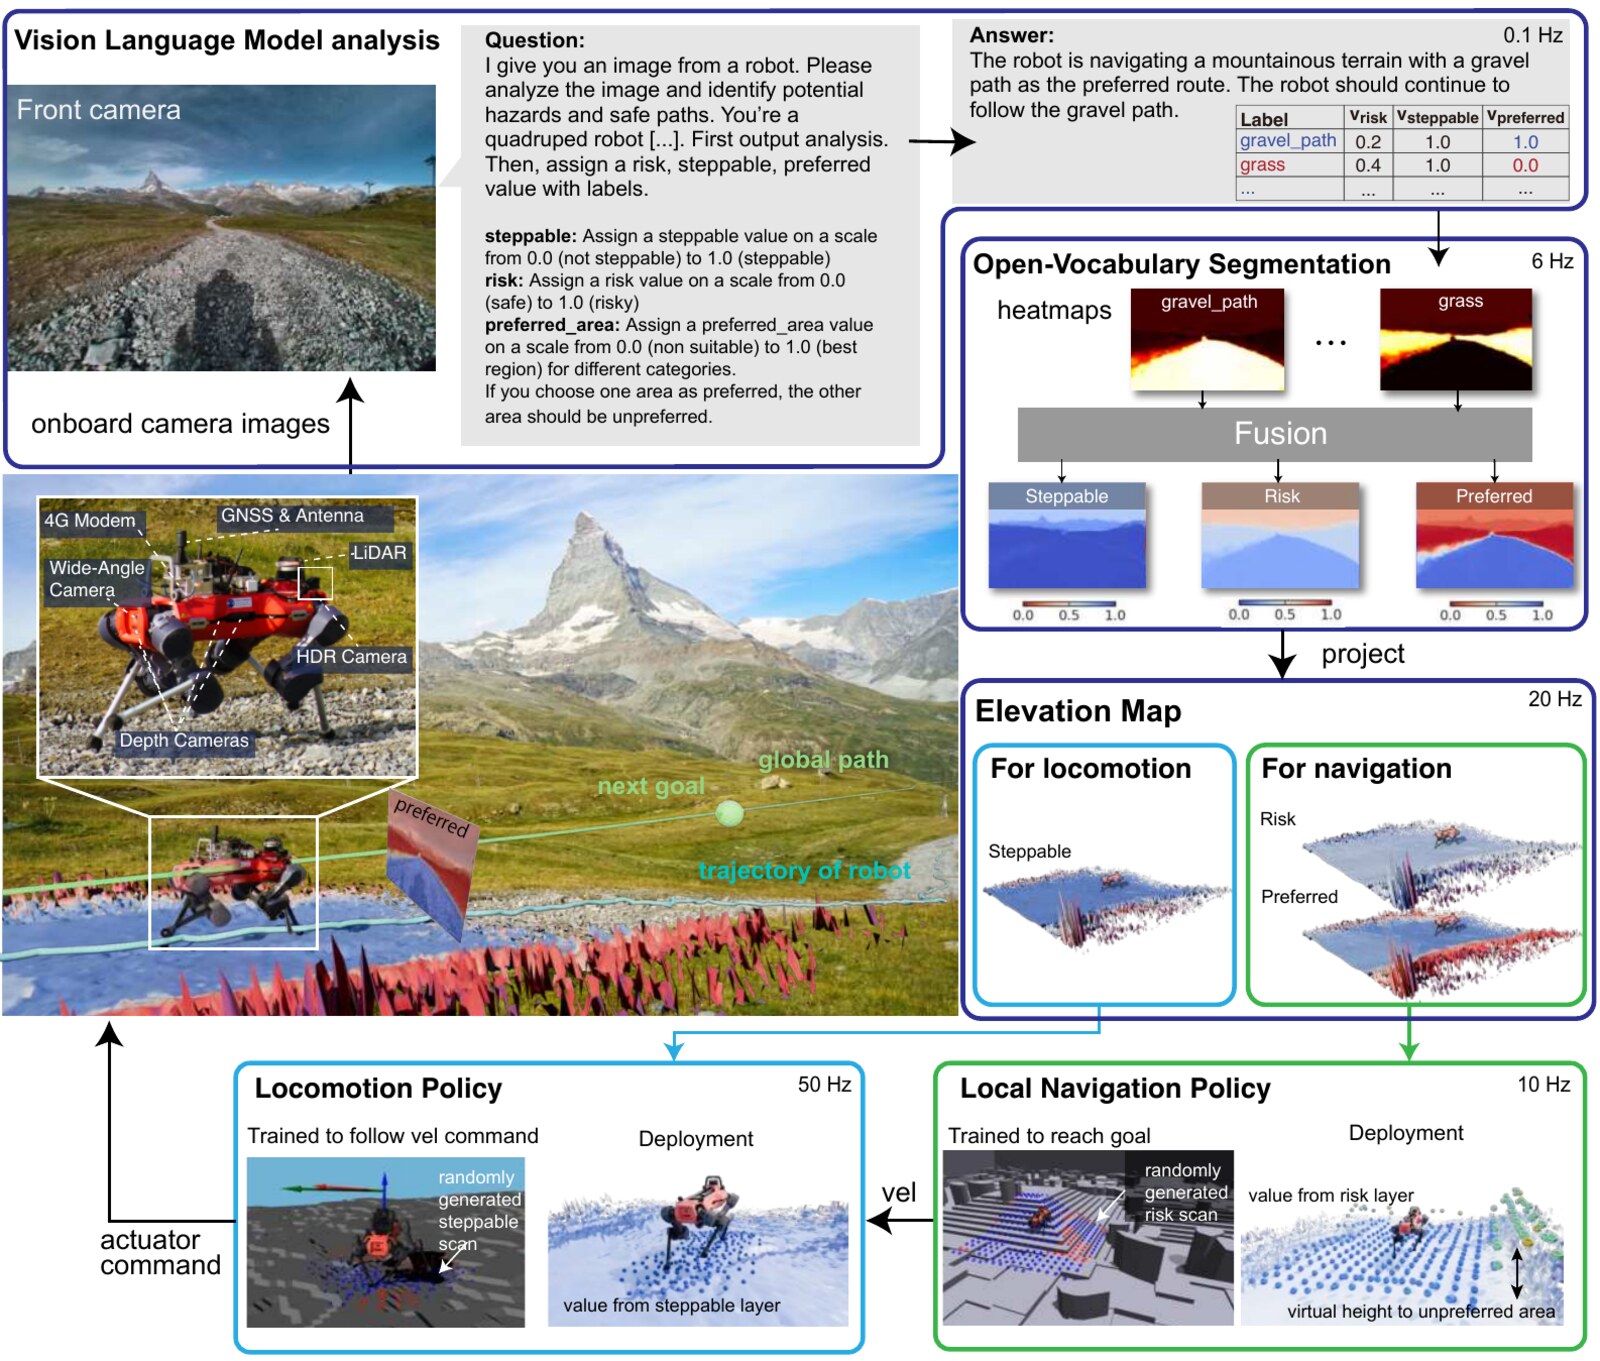 Vision Language Model analysis
Front camera
onboard camera images
Question:
I give you an image from a robot. Please
analyze the image and identify potential
hazards and safe paths. You're a
quadruped robot [...]. First output analysis.
Then, assign a risk, steppable, preferred
value with labels.
steppable: Assign a steppable value on a scale
from 0.0 (not steppable) to 1.0 (steppable)
risk: Assign a risk value on a scale from 0.0
(safe) to 1.0 (risky)
preferred_area: Assign a preferred_area value
on a scale from 0.0 (non suitable) to 1.0 (best
region) for different categories.
If you choose one area as preferred, the other
area should be unpreferred.
Answer:
0.1 Hz
The robot is navigating a mountainous terrain with a gravel
path as the preferred route. The robot should continue to
follow the gravel path.
Label Vrisk Vsteppable Vpreferred
gravel_path 0.2 1.0 1.0
grass 0.4 1.0 0.0
... ... ... ...
Open-Vocabulary Segmentation
6 Hz
heatmaps
gravel_path
...
grass
Fusion
Steppable
Risk
Preferred
0.0 0.5 1.0
0.0 0.5 1.0
0.0 0.5 1.0
project
4G Modem
GNSS & Antenna
LiDAR
Wide-Angle
Camera
HDR Camera
Depth Cameras
preferred
next goal
global path
trajectory of robot
Elevation Map
20 Hz
For locomotion
Steppable
For navigation
Risk
Preferred
Locomotion Policy
50 Hz
Trained to follow vel command
randomly
generated
steppable
scan
Deployment
value from steppable layer
actuator
command
vel
Local Navigation Policy
10 Hz
Trained to reach goal
randomly
generated
risk scan
Deployment
value from risk layer
virtual height to unpreferred area